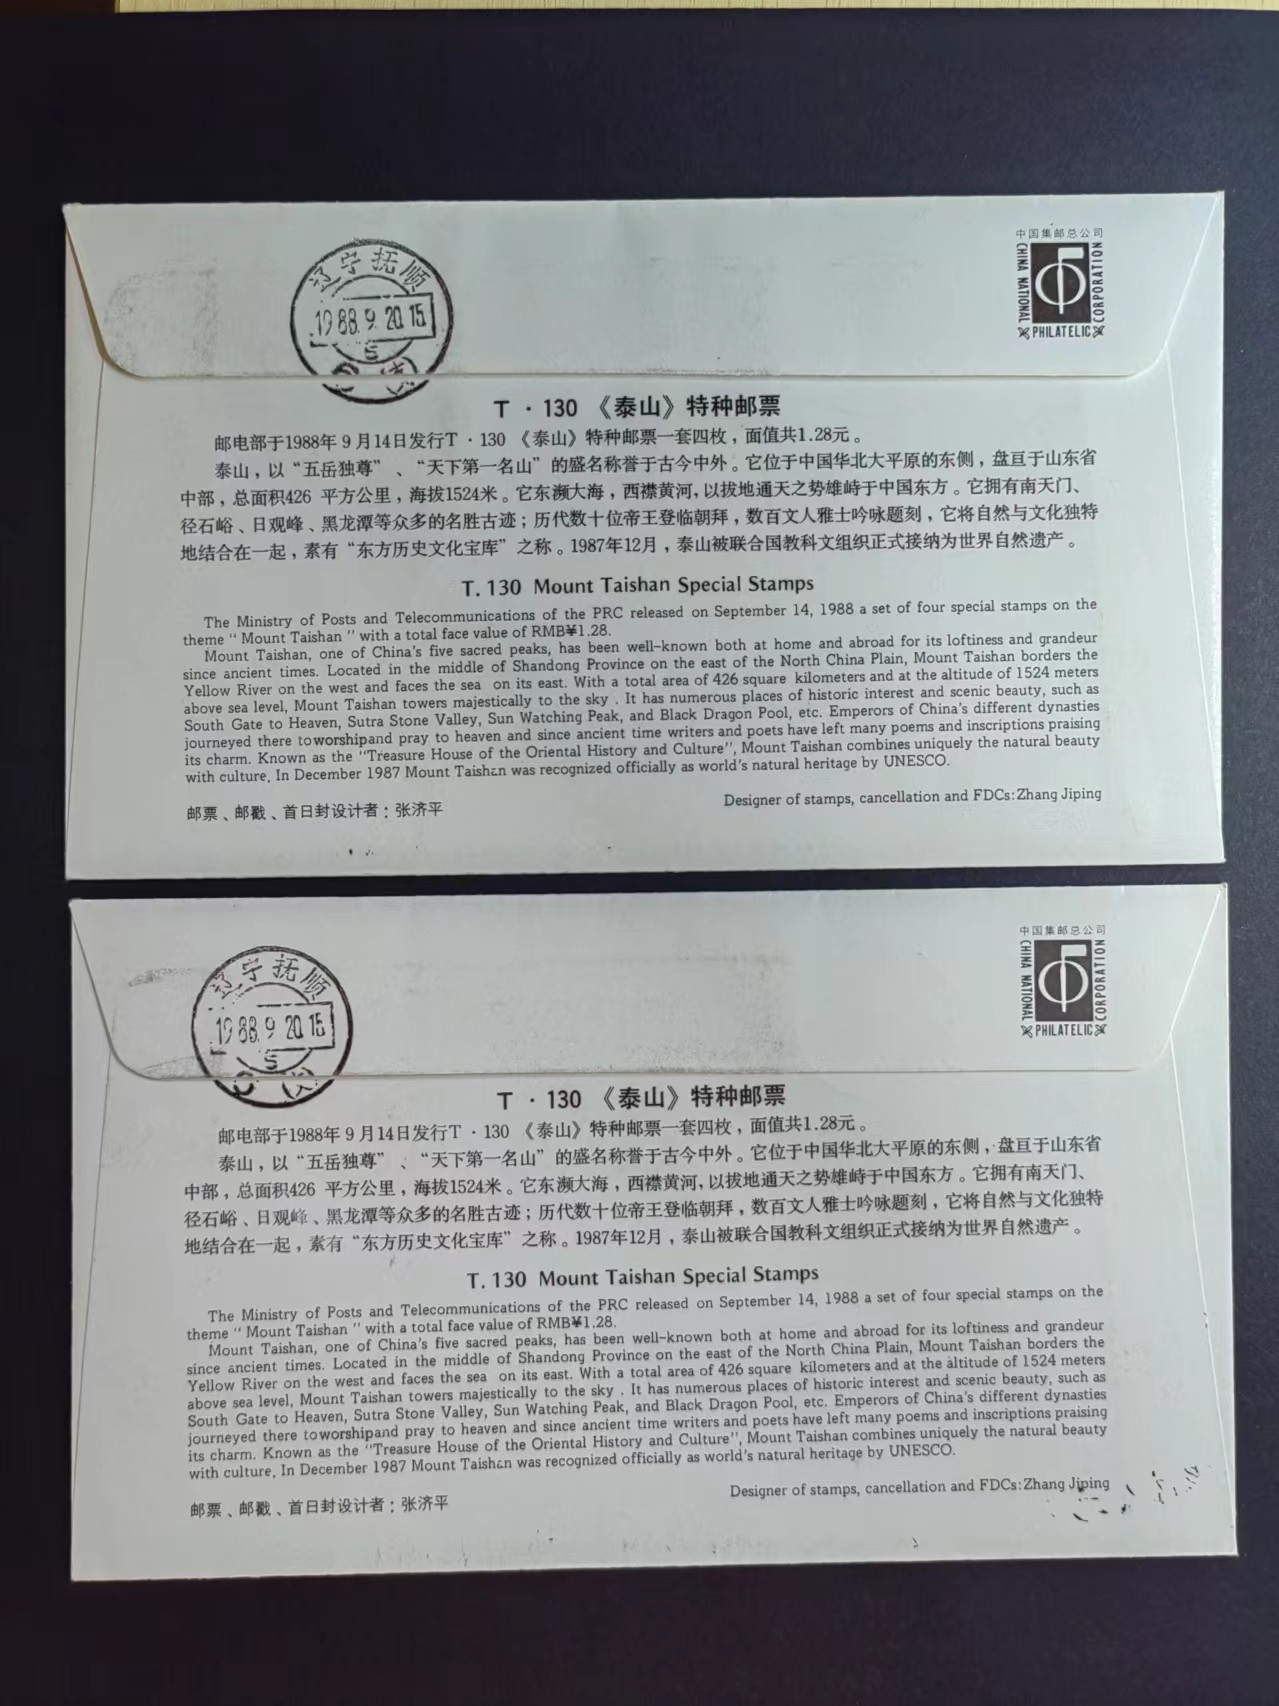 中国集邮总公司
CHINA NATIONAL
PHILATELIC
CORPORATION
辽宁抚顺
1988.9.20.15
S
T·130《泰山》特种邮票
邮电部于1988年9月14日发行T·130《泰山》特种邮票一套四枚，面值共1.28元。
泰山，以“五岳独尊”、“天下第一名山”的盛名称誉于古今中外。它位于中国华北大平原的东侧，盘亘于山东省
中部，总面积426 平方公里，海拔1524米。它东濒大海，西襟黄河，以拔地通天之势雄峙于中国东方。它拥有南天门、
径石峪、日观峰、黑龙潭等众多的名胜古迹；历代数十位帝王登临朝拜，数百文人雅士吟咏题刻，它将自然与文化独特
地结合在一起，素有“东方历史文化宝库”之称。1987年12月，泰山被联合国教科文组织正式接纳为世界自然遗产。
T. 130 Mount Taishan Special Stamps
The Ministry of Posts and Telecommunications of the PRC released on September 14, 1988 a set of four special stamps on the
theme “ Mount Taishan ” with a total face value of RMB¥1.28.
Mount Taishan, one of China's five sacred peaks, has been well-known both at home and abroad for its loftiness and grandeur
since ancient times. Located in the middle of Shandong Province on the east of the North China Plain, Mount Taishan borders the
Yellow River on the west and faces the sea on its east. With a total area of 426 square kilometers and at the altitude of 1524 meters
above sea level, Mount Taishan towers majestically to the sky . It has numerous places of historic interest and scenic beauty, such as
South Gate to Heaven, Sutra Stone Valley, Sun Watching Peak, and Black Dragon Pool, etc. Emperors of China's different dynasties
journeyed there toworshipand pray to heaven and since ancient time writers and poets have left many poems and inscriptions praising
its charm. Known as the “Treasure House of the Oriental History and Culture”, Mount Taishan combines uniquely the natural beauty
with culture. In December 1987 Mount Taishan was recognized officially as world's natural heritage by UNESCO.
邮票、邮戳、首日封设计者：张济平
Designer of stamps, cancellation and FDCs:Zhang Jiping
中国集邮总公司
CHINA NATIONAL
PHILATELIC
CORPORATION
辽宁抚顺
1988.9.20.15
S
T·130《泰山》特种邮票
邮电部于1988年9月14日发行T·130《泰山》特种邮票一套四枚，面值共1.28元。
泰山，以“五岳独尊”、“天下第一名山”的盛名称誉于古今中外。它位于中国华北大平原的东侧，盘亘于山东省
中部，总面积426 平方公里，海拔1524米。它东濒大海，西襟黄河，以拔地通天之势雄峙于中国东方。它拥有南天门、
径石峪、日观峰、黑龙潭等众多的名胜古迹；历代数十位帝王登临朝拜，数百文人雅士吟咏题刻，它将自然与文化独特
地结合在一起，素有“东方历史文化宝库”之称。1987年12月，泰山被联合国教科文组织正式接纳为世界自然遗产。
T. 130 Mount Taishan Special Stamps
The Ministry of Posts and Telecommunications of the PRC released on September 14, 1988 a set of four special stamps on the
theme “ Mount Taishan ” with a total face value of RMB¥1.28.
Mount Taishan, one of China's five sacred peaks, has been well-known both at home and abroad for its loftiness and grandeur
since ancient times. Located in the middle of Shandong Province on the east of the North China Plain, Mount Taishan borders the
Yellow River on the west and faces the sea on its east. With a total area of 426 square kilometers and at the altitude of 1524 meters
above sea level, Mount Taishan towers majestically to the sky . It has numerous places of historic interest and scenic beauty, such as
South Gate to Heaven, Sutra Stone Valley, Sun Watching Peak, and Black Dragon Pool, etc. Emperors of China's different dynasties
journeyed there toworshipand pray to heaven and since ancient time writers and poets have left many poems and inscriptions praising
its charm. Known as the “Treasure House of the Oriental History and Culture”, Mount Taishan combines uniquely the natural beauty
with culture. In December 1987 Mount Taishan was recognized officially as world's natural heritage by UNESCO.
邮票、邮戳、首日封设计者：张济平
Designer of stamps, cancellation and FDCs:Zhang Jiping